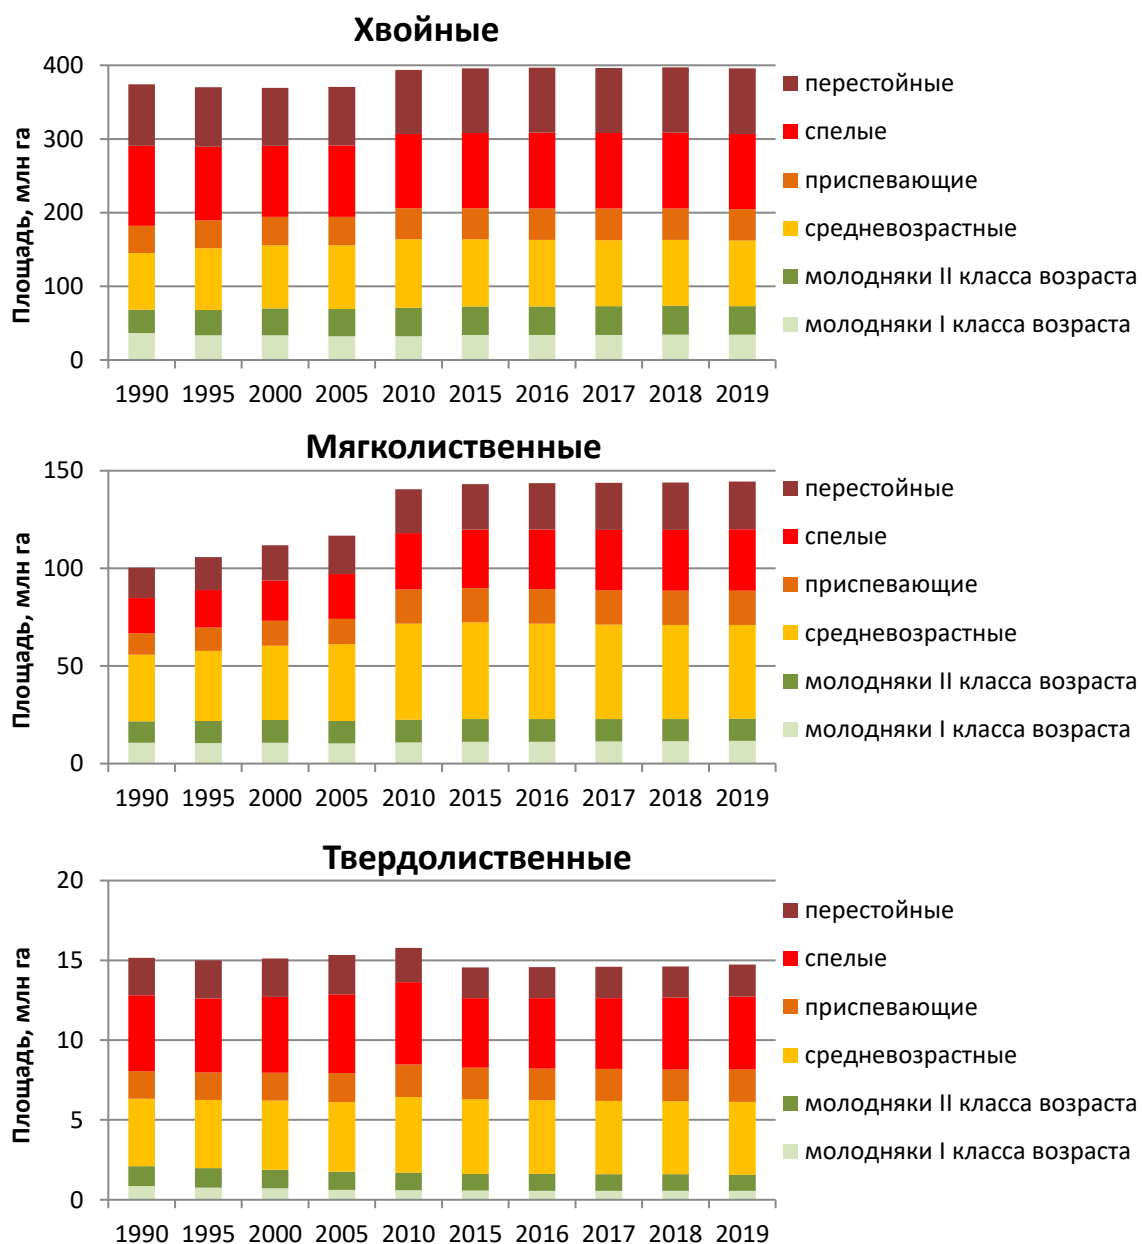 Хвойные
Площадь, млн га
400
300
200
100
0
1990 1995 2000 2005 2010 2015 2016 2017 2018 2019
перестойные
спелые
приспевающие
средневозрастные
молодняки II класса возраста
молодняки I класса возраста
Мягколиственные
Площадь, млн га
150
100
50
0
1990 1995 2000 2005 2010 2015 2016 2017 2018 2019
перестойные
спелые
приспевающие
средневозрастные
молодняки II класса возраста
молодняки I класса возраста
Твердолиственные
Площадь, млн га
20
15
10
5
0
1990 1995 2000 2005 2010 2015 2016 2017 2018 2019
перестойные
спелые
приспевающие
средневозрастные
молодняки II класса возраста
молодняки I класса возраста